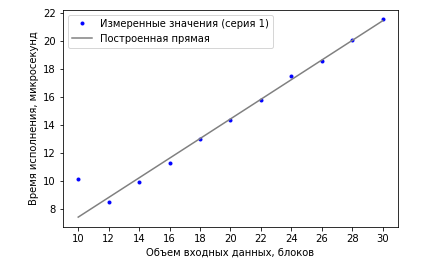 22
20
18
16
14
12
10
8
Время исполнения, микросекунд
Измеренные значения (серия 1)
Построенная прямая
10 12 14 16 18 20 22 24 26 28 30
Объем входных данных, блоков